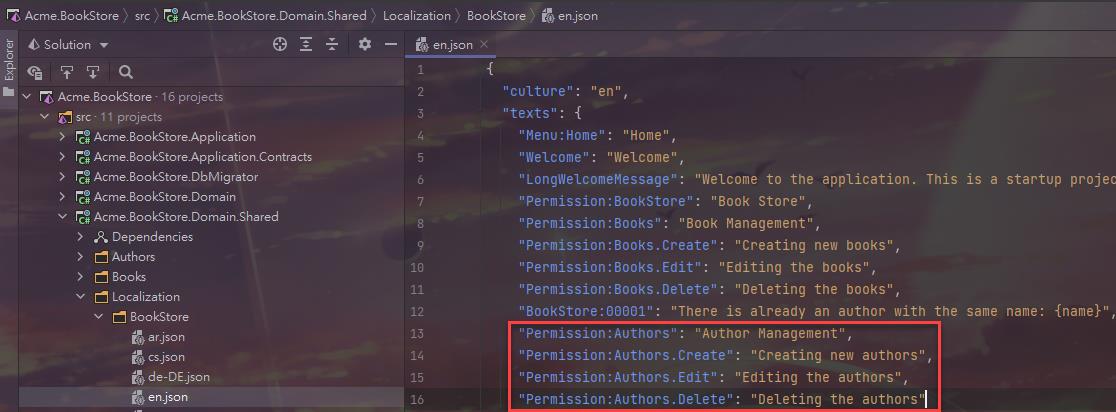 Acme.BookStore > src > Acme.BookStore.Domain.Shared > Localization > BookStore > en.json
Explorer
Solution
Acme.BookStore · 16 projects
src · 11 projects
Acme.BookStore.Application
Acme.BookStore.Application.Contracts
Acme.BookStore.DbMigrator
Acme.BookStore.Domain
Acme.BookStore.Domain.Shared
Dependencies
Authors
Books
Localization
BookStore
ar.json
cs.json
de-DE.json
en.json
en.json
1 {
2 "culture": "en",
3 "texts": {
4 "Menu:Home": "Home",
5 "Welcome": "Welcome",
6 "LongWelcomeMessage": "Welcome to the application. This is a startup projec
7 "Permission:BookStore": "Book Store",
8 "Permission:Books": "Book Management",
9 "Permission:Books.Create": "Creating new books",
10 "Permission:Books.Edit": "Editing the books",
11 "Permission:Books.Delete": "Deleting the books",
12 "BookStore:00001": "There is already an author with the same name: {name}",
13 "Permission:Authors": "Author Management",
14 "Permission:Authors.Create": "Creating new authors",
15 "Permission:Authors.Edit": "Editing the authors",
16 "Permission:Authors.Delete": "Deleting the authors"